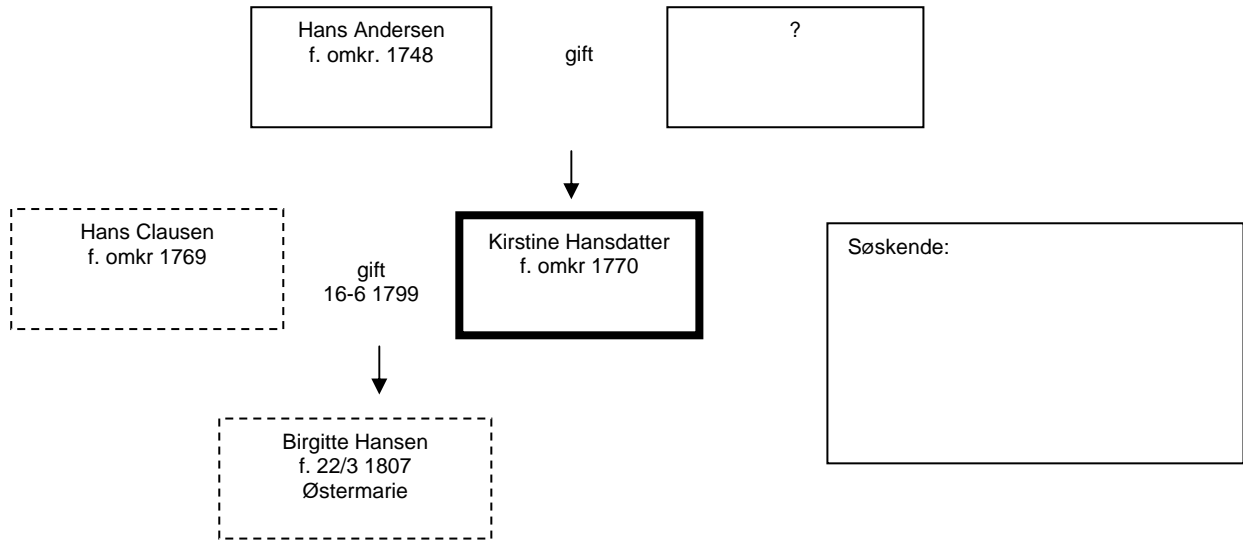 Hans Andersen
f. omkr. 1748
gift
?
Hans Clausen
f. omkr 1769
gift
16-6 1799
Kirstine Hansdatter
f. omkr 1770
Søskende:
Birgitte Hansen
f. 22/3 1807
Østermarie